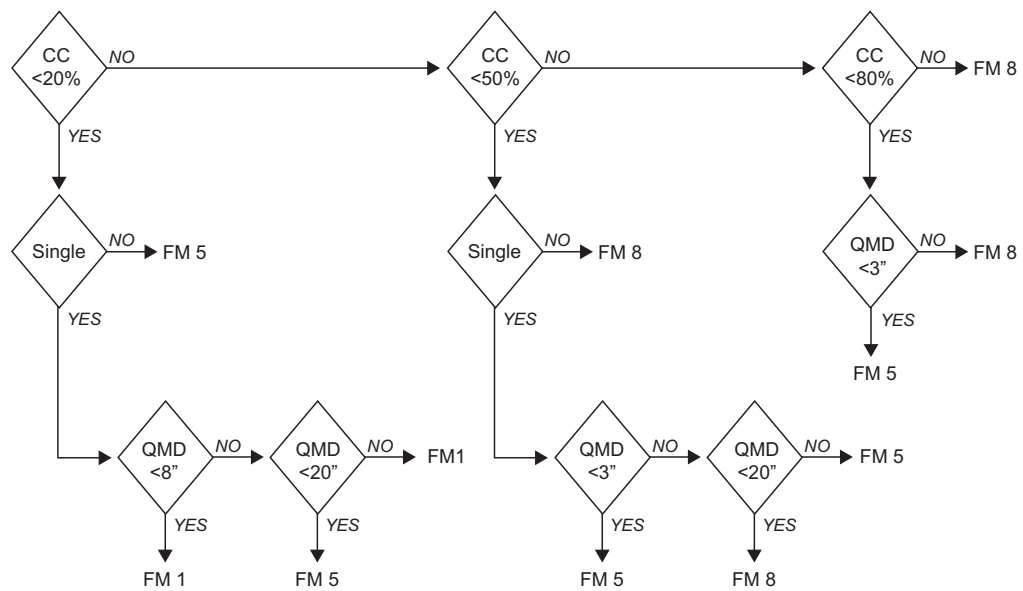 CC
<20%
NO
CC
<50%
NO
CC
<80%
NO
FM 8
YES
YES
YES
Single
NO
FM 5
Single
NO
FM 8
QMD
<3”
NO
FM 8
YES
YES
YES
FM 5
QMD
<8”
NO
QMD
<20”
NO
FM1
QMD
<3”
NO
QMD
<20”
NO
FM 5
YES
YES
YES
YES
FM 1
FM 5
FM 5
FM 8